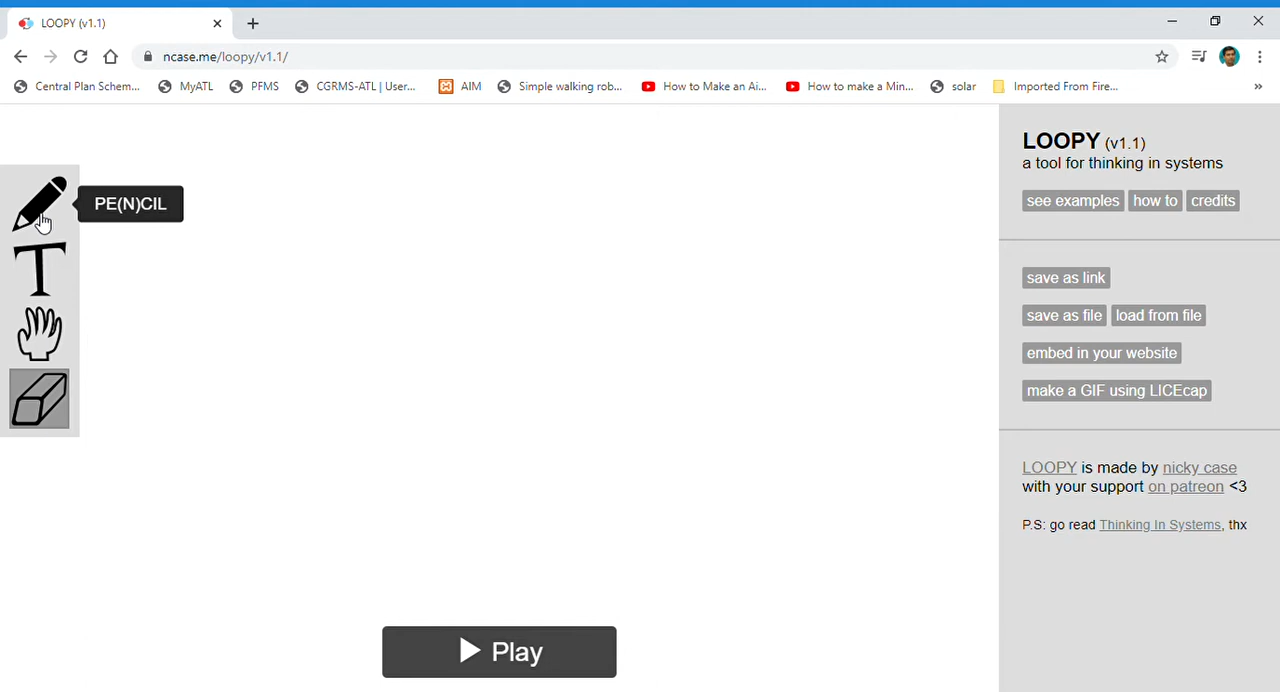 LOOPY (v1.1)
ncase.me/loopy/v1.1/
Central Plan Schem... MyATL PFMS CGRMS-ATL | User... AIM Simple walking rob... How to Make an Ai... How to make a Min... solar Imported From Fire... »
PE(N)CIL
T
LOOPY (v1.1)
a tool for thinking in systems
see examples how to credits
save as link
save as file load from file
embed in your website
make a GIF using LICEcap
LOOPY is made by nicky case
with your support on patreon <3
P.S: go read Thinking In Systems, thx
Play